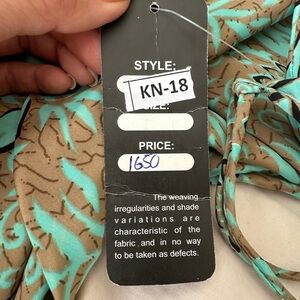 STYLE:
KN-18
SIZE:
PRICE:
1650
The weaving
irregularities and shade
variations are
characteristic of the
fabric and in no way
to be taken as defects.